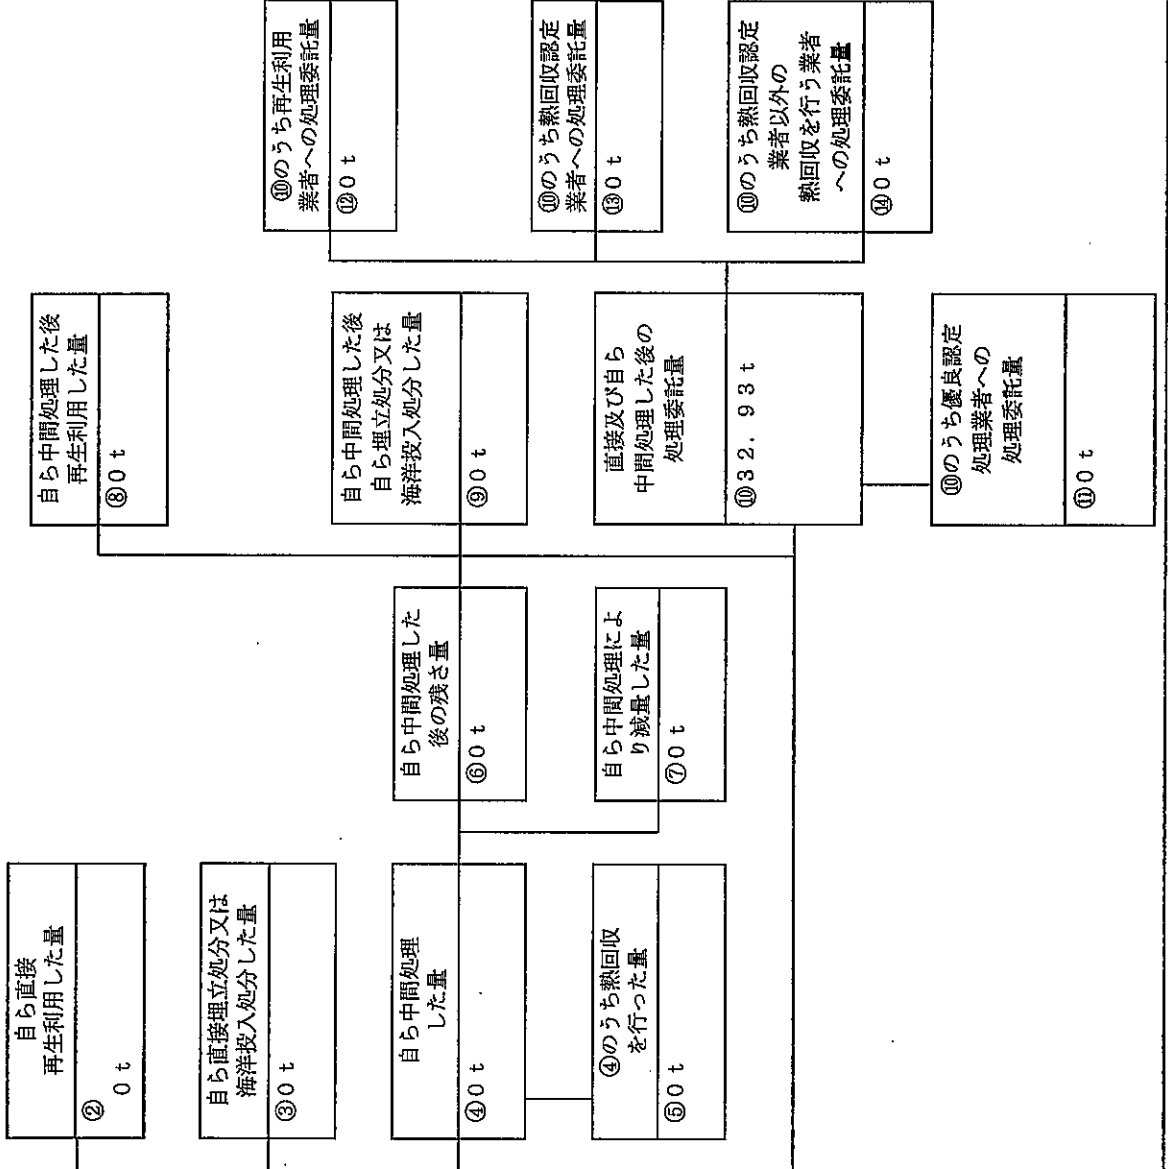 自ら直接
再生利用した量
②
0 t
自ら直接埋立処分又は
海洋投入処分した量
③0 t
自ら中間処理
した量
④0 t
④のうち熱回収
を行った量
⑤0 t
自ら中間処理した
後の残さ量
⑥0 t
自ら中間処理によ
り減量した量
⑦0 t
自ら中間処理した後
再生利用した量
⑧0 t
自ら中間処理した後
自ら埋立処分又は
海洋投入処分した量
⑨0 t
直接及び自ら
中間処理した後の
処理委託量
⑩32.93 t
⑩のうち優良認定
処理業者への
処理委託量
⑪0 t
⑩のうち再生利用
業者への処理委託量
⑫0 t
⑩のうち熱回収認定
業者への処理委託量
⑬0 t
⑩のうち熱回収認定
業者以外の
熱回収を行う業者
への処理委託量
⑭0 t